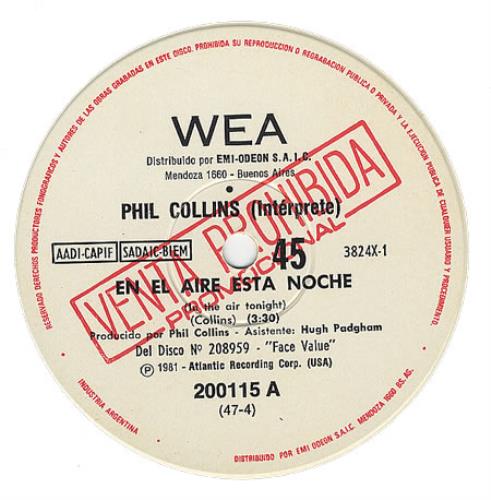 RESERVADO DERECHOS PRODUCTORES FONOGRAFICOS Y AUTORES DE LAS OBRAS GRABADAS EN ESTE DISCO. PROHIBIDA SU REPRODUCCION O REGRABACION PUBLICA O PRIVADA Y LA EJECUCION PUBLICA DE CUALQUIER USUARIO Y PROCEDIMIENTO.
WEA
Distribuido por EMI-ODEON S.A.I.C.
Mendoza 1660 - Buenos Aires
PHIL COLLINS (Intérprete)
AADI-CAPIF SADAIC-BIEM 45 3824X-1
VENTA PROHIBIDA
PROMOCIONAL
EN EL AIRE ESTA NOCHE
(In the air tonight)
(Collins) (3:30)
Producido por Phil Collins - Asistente: Hugh Padgham
Del Disco Nº 208959 - "Face Value"
Ⓟ 1981 - Atlantic Recording Corp. (USA)
200115 A
(47-4)
INDUSTRIA ARGENTINA
DISTRIBUIDO POR EMI ODEON S.A.I.C. MENDOZA 1660 BS. AS.